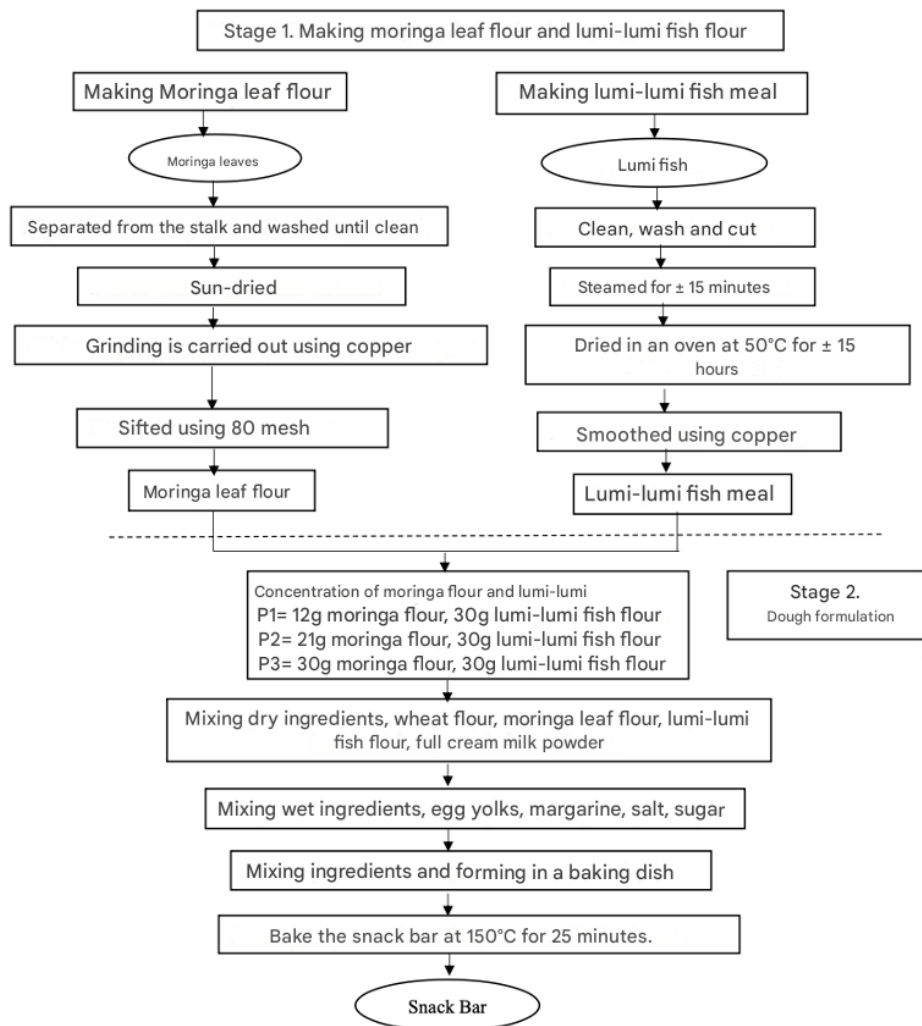 Stage 1. Making moringa leaf flour and lumi-lumi fish flour
Making Moringa leaf flour
Moringa leaves
Separated from the stalk and washed until clean
Sun-dried
Grinding is carried out using copper
Sifted using 80 mesh
Moringa leaf flour
Making lumi-lumi fish meal
Lumi fish
Clean, wash and cut
Steamed for ± 15 minutes
Dried in an oven at 50°C for ± 15
hours
Smoothed using copper
Lumi-lumi fish meal
Stage 2.
Dough formulation
Concentration of moringa flour and lumi-lumi
P1= 12g moringa flour, 30g lumi-lumi fish flour
P2= 21g moringa flour, 30g lumi-lumi fish flour
P3= 30g moringa flour, 30g lumi-lumi fish flour
Mixing dry ingredients, wheat flour, moringa leaf flour, lumi-lumi
fish flour, full cream milk powder
Mixing wet ingredients, egg yolks, margarine, salt, sugar
Mixing ingredients and forming in a baking dish
Bake the snack bar at 150°C for 25 minutes.
Snack Bar